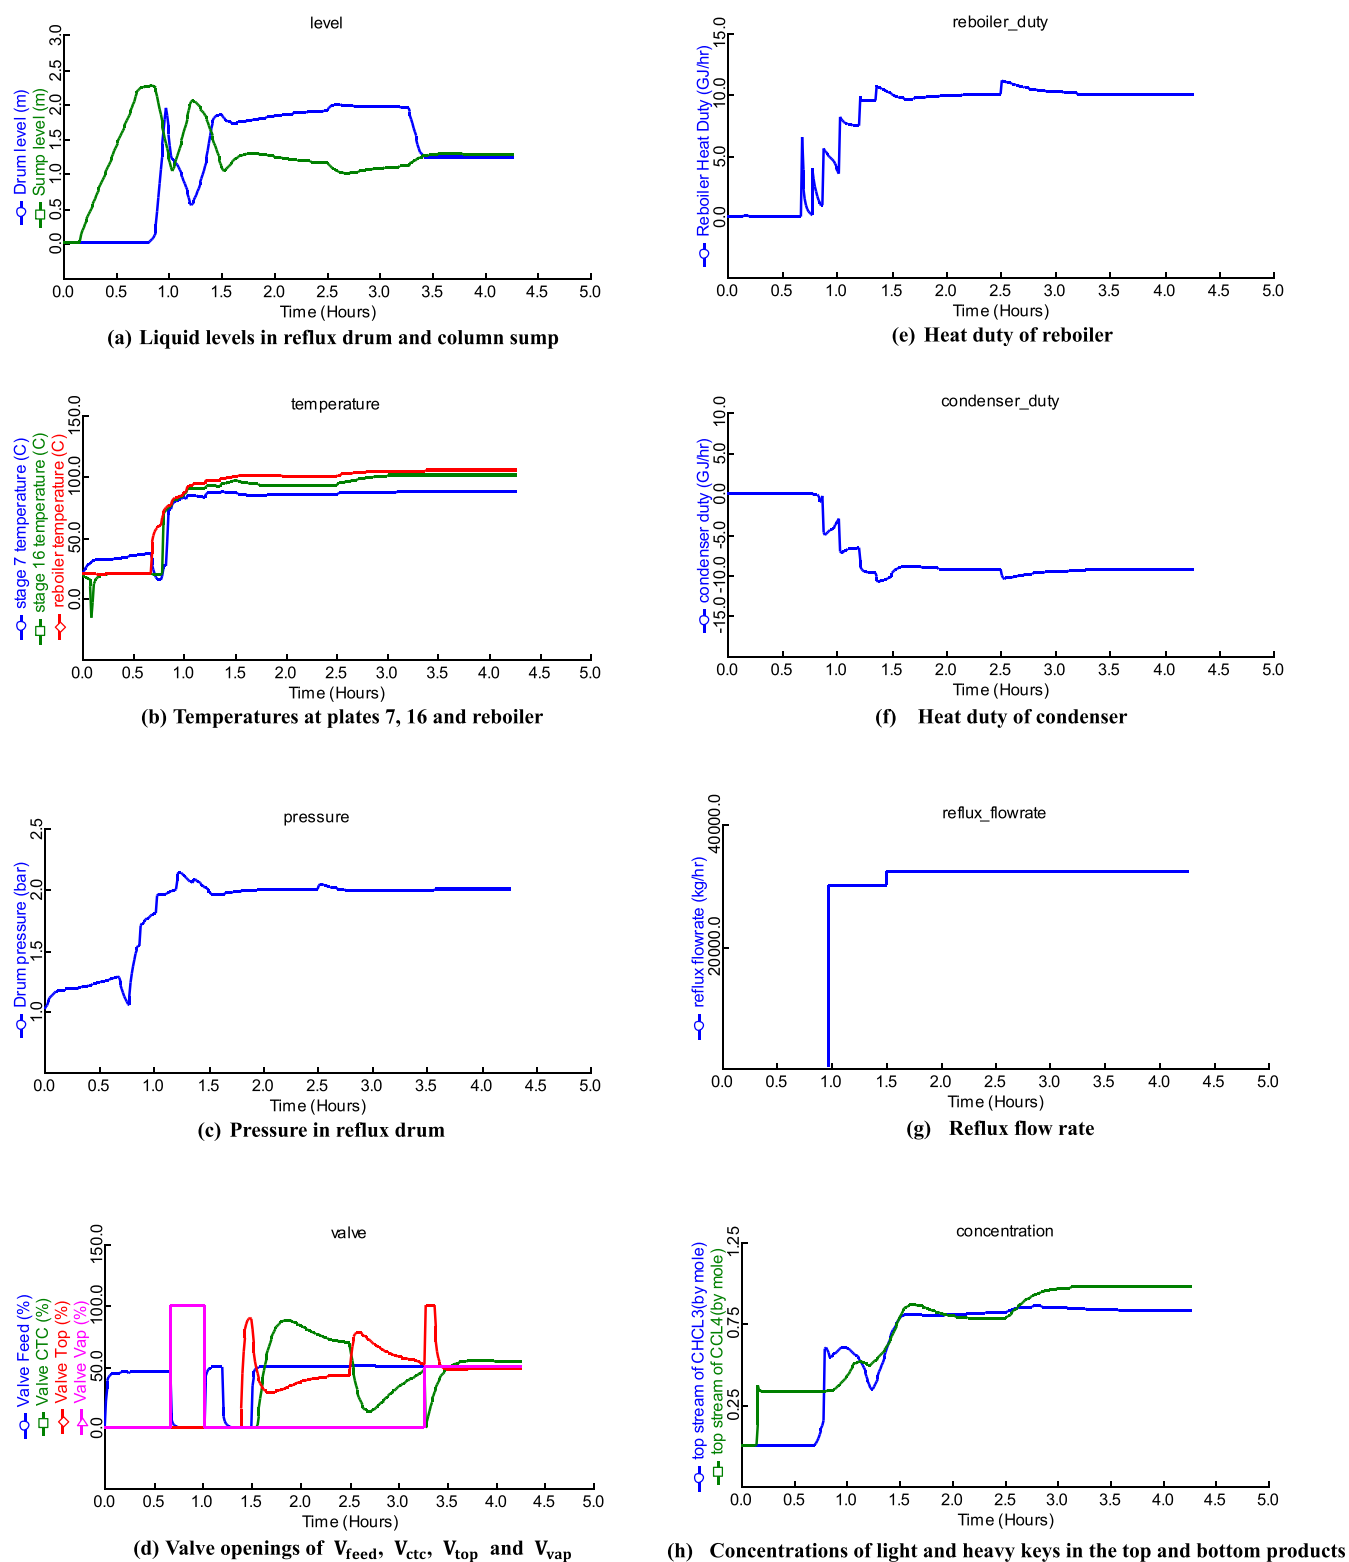 level
3.0
2.5
2.0
1.5
1.0
0.5
0.0
Drum level (m)
Sump level (m)
0.0 0.5 1.0 1.5 2.0 2.5 3.0 3.5 4.0 4.5 5.0
Time (Hours)
(a) Liquid levels in reflux drum and column sump
reboiler_duty
15.0
10.0
5.0
0.0
Reboiler Heat Duty (GJ/hr)
0.0 0.5 1.0 1.5 2.0 2.5 3.0 3.5 4.0 4.5 5.0
Time (Hours)
(e) Heat duty of reboiler
temperature
150.0
100.0
50.0
0.0
stage 7 temperature (C)
stage 16 temperature (C)
reboiler temperature (C)
0.0 0.5 1.0 1.5 2.0 2.5 3.0 3.5 4.0 4.5 5.0
Time (Hours)
(b) Temperatures at plates 7, 16 and reboiler
condenser_duty
10.0
5.0
0.0
-5.0
-10.0
-15.0
condenser duty (GJ/hr)
0.0 0.5 1.0 1.5 2.0 2.5 3.0 3.5 4.0 4.5 5.0
Time (Hours)
(f) Heat duty of condenser
pressure
2.5
2.0
1.5
1.0
Drum pressure (bar)
0.0 0.5 1.0 1.5 2.0 2.5 3.0 3.5 4.0 4.5 5.0
Time (Hours)
(c) Pressure in reflux drum
reflux_flowrate
40000.0
20000.0
reflux flowrate (kg/hr)
0.0 0.5 1.0 1.5 2.0 2.5 3.0 3.5 4.0 4.5 5.0
Time (Hours)
(g) Reflux flow rate
valve
150.0
100.0
50.0
0.0
Valve Feed (%)
Valve CTC (%)
Valve Top (%)
Valve Vap (%)
0.0 0.5 1.0 1.5 2.0 2.5 3.0 3.5 4.0 4.5 5.0
Time (Hours)
(d) Valve openings of V_feed, V_ctc, V_top and V_vap
concentration
1.25
0.75
0.25
top stream of CHCL3(by mole)
top stream of CCL4(by mole)
0.0 0.5 1.0 1.5 2.0 2.5 3.0 3.5 4.0 4.5 5.0
Time (Hours)
(h) Concentrations of light and heavy keys in the top and bottom products